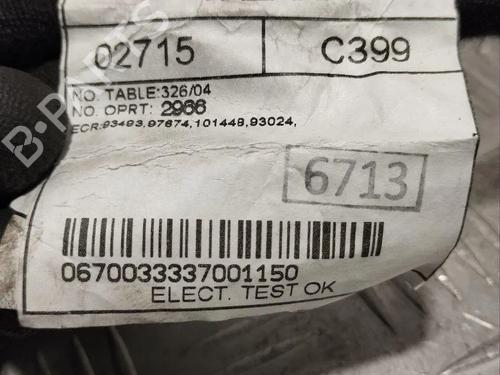 02715 C399
NO. TABLE:326/04
NO. OPRT: 2966
ECR:93493,97674,101449,93024,
6713
0670033337001150
ELECT. TEST OK
B-PARTS